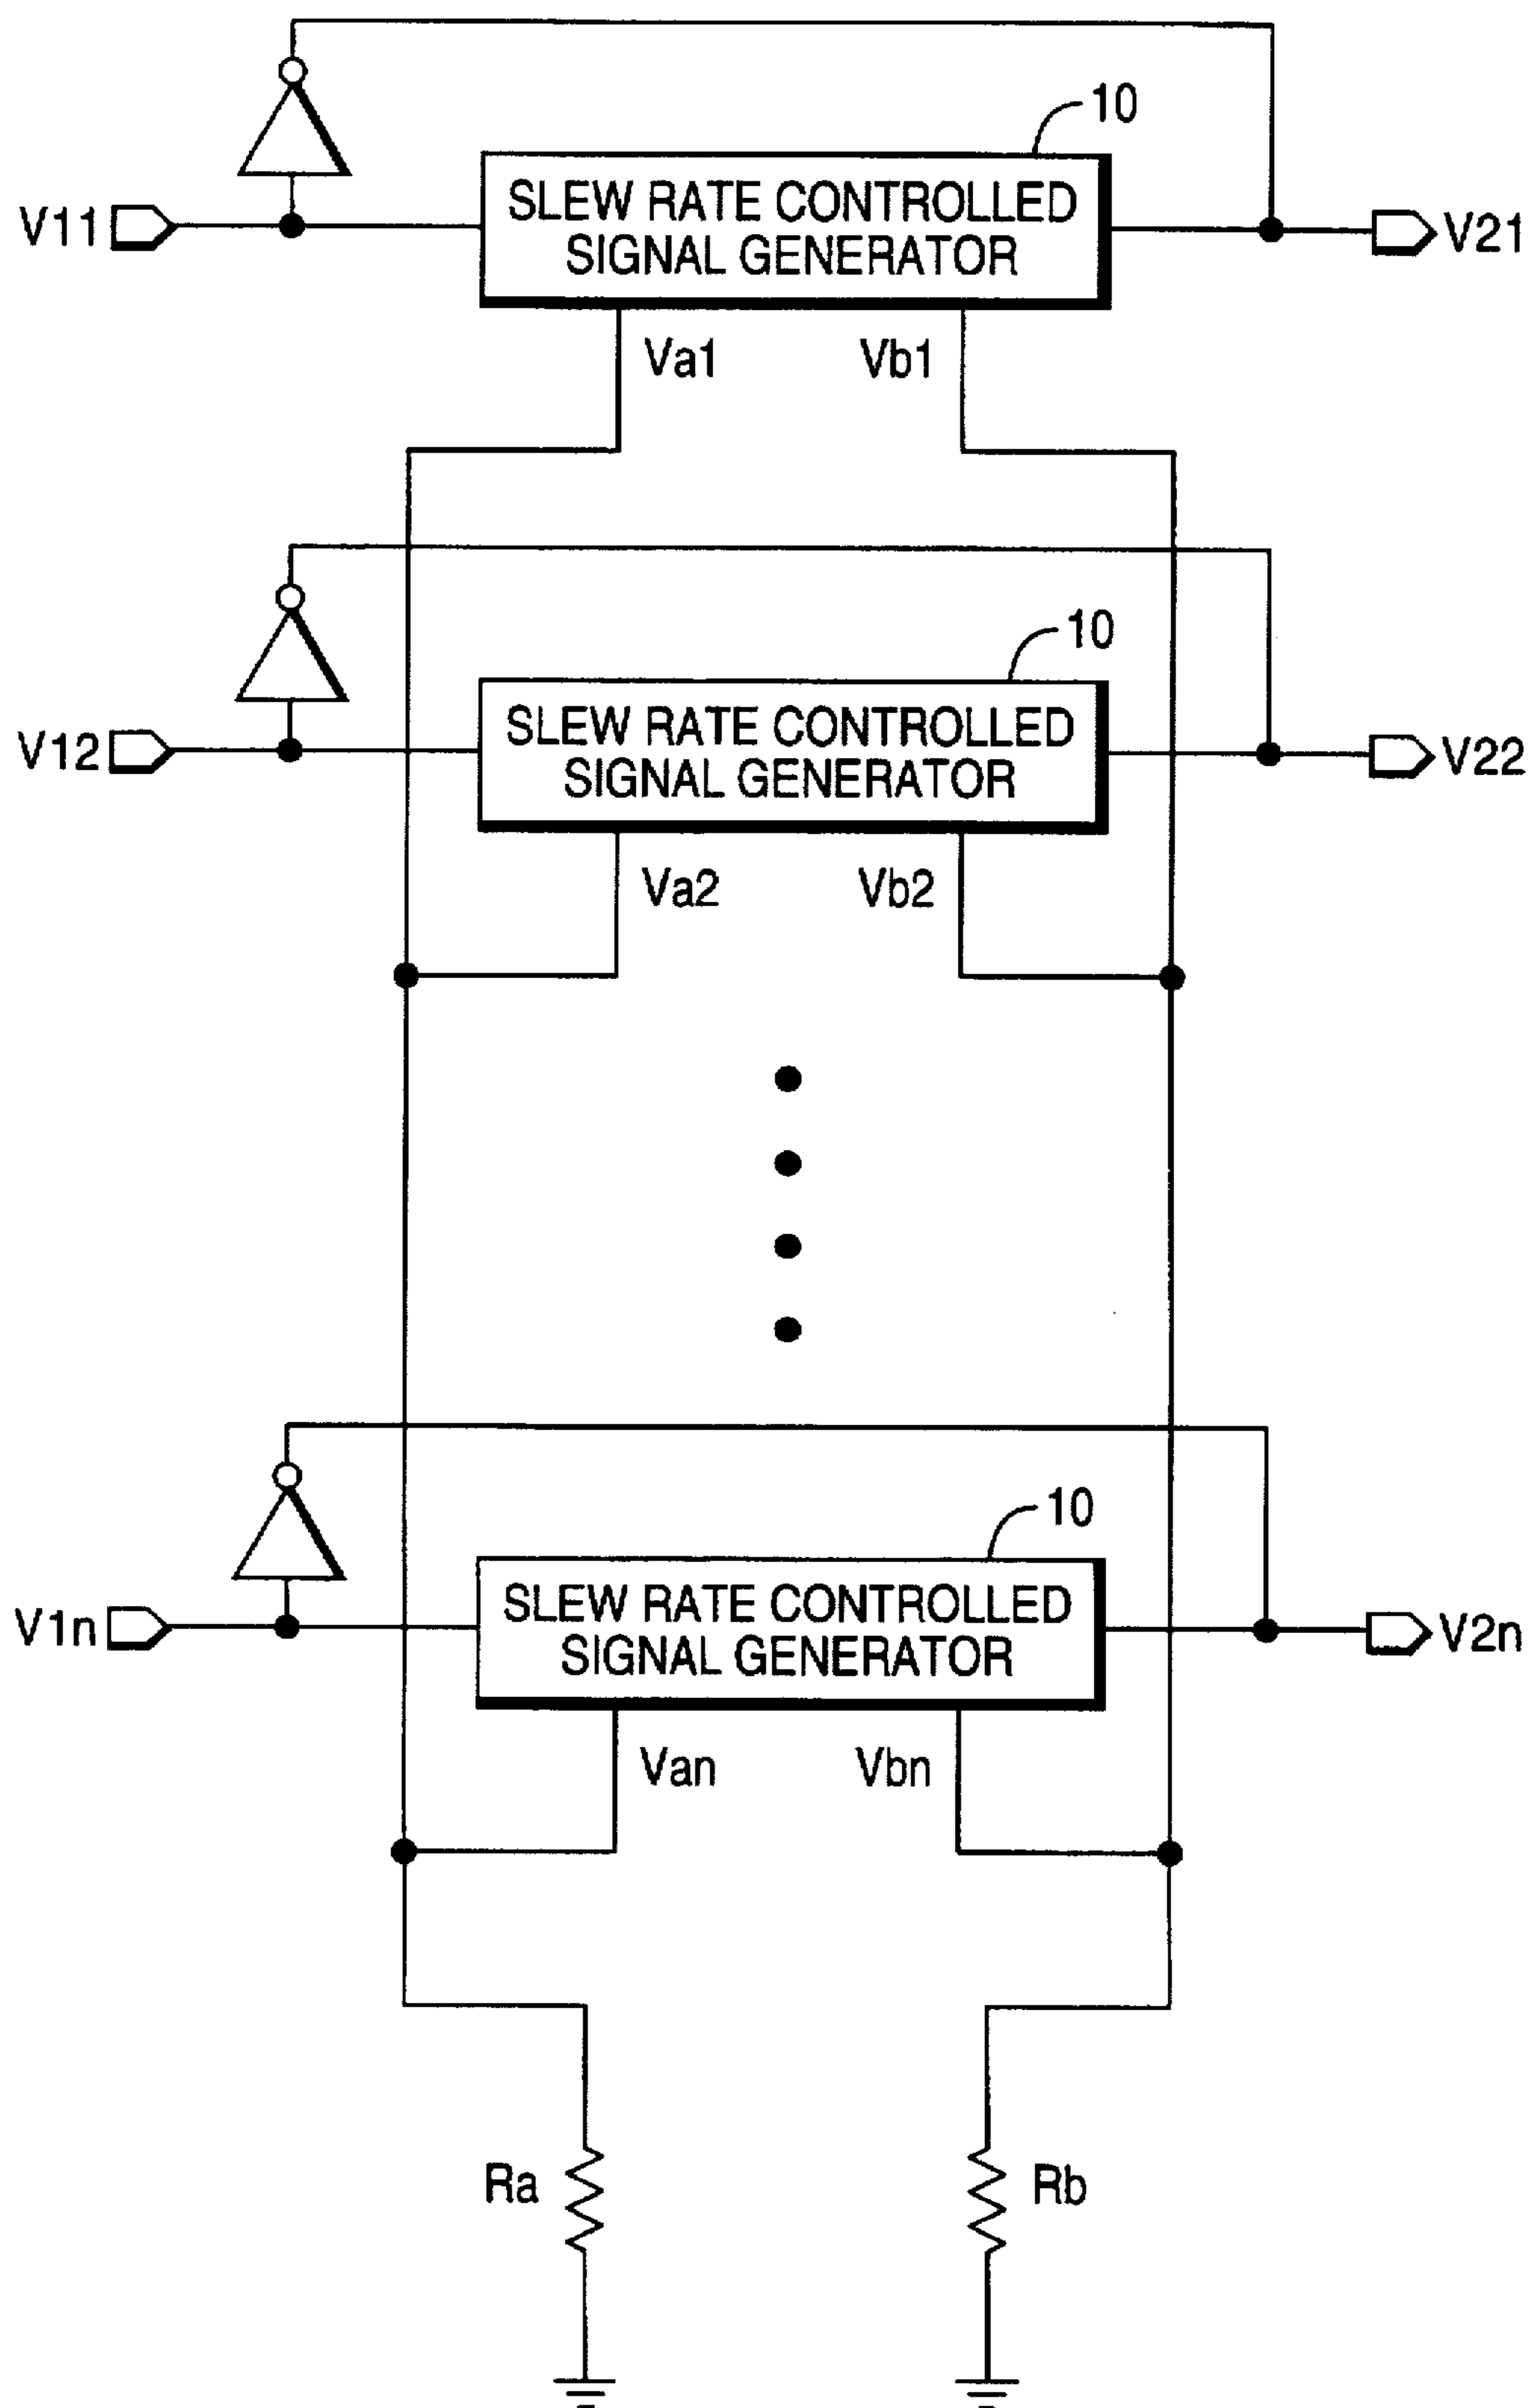 10
V11
SLEW RATE CONTROLLED
SIGNAL GENERATOR
V21
Va1
Vb1
10
V12
SLEW RATE CONTROLLED
SIGNAL GENERATOR
V22
Va2
Vb2
10
V1n
SLEW RATE CONTROLLED
SIGNAL GENERATOR
V2n
Van
Vbn
Ra
Rb